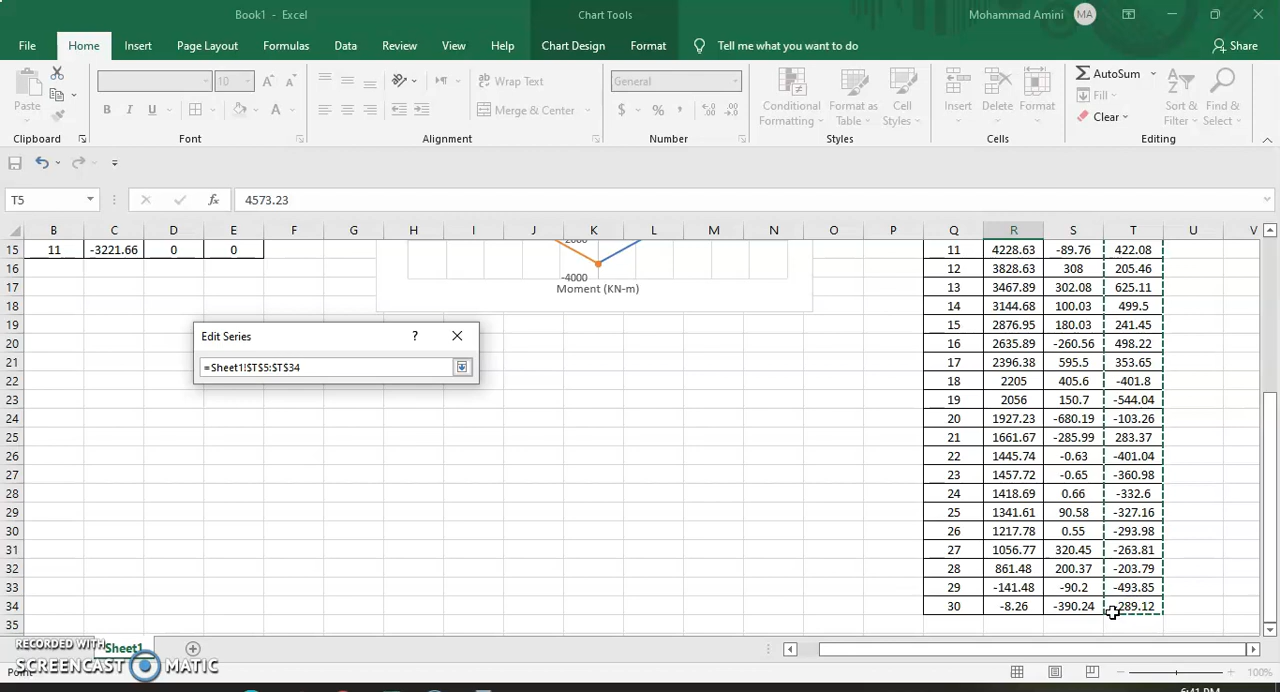 Book1 - Excel
Chart Tools
Mohammad Amini
MA
File
Home
Insert
Page Layout
Formulas
Data
Review
View
Help
Chart Design
Format
Tell me what you want to do
Share
Paste
10
Wrap Text
Merge & Center
General
$ % ,
Conditional
Formatting
Format as
Table
Cell
Styles
Insert
Delete
Format
AutoSum
Fill
Clear
Sort &
Filter
Find &
Select
B I U
Clipboard
Font
Alignment
Number
Styles
Cells
Editing
T5
fx
4573.23
B C D E F G H I J K L M N O P Q R S T U V
15 11 -3221.66 0 0 -2000 11 4228.63 -89.76 422.08
16 -4000 12 3828.63 308 205.46
17 Moment (KN-m) 13 3467.89 302.08 625.11
18 14 3144.68 100.03 499.5
19 15 2876.95 180.03 241.45
Edit Series
?
20 16 2635.89 -260.56 498.22
21 17 2396.38 595.5 353.65
=Sheet1!$T$5:$T$34
22 18 2205 405.6 -401.8
23 19 2056 150.7 -544.04
24 20 1927.23 -680.19 -103.26
25 21 1661.67 -285.99 283.37
26 22 1445.74 -0.63 -401.04
27 23 1457.72 -0.65 -360.98
28 24 1418.69 0.66 -332.6
29 25 1341.61 90.58 -327.16
30 26 1217.78 0.55 -293.98
31 27 1056.77 320.45 -263.81
32 28 861.48 200.37 -203.79
33 29 -141.48 -90.2 -493.85
34 30 -8.26 -390.24 -289.12
35
RECORDED WITH
SCREENCAST MATIC
Sheet1
Point
100%
6:41 PM